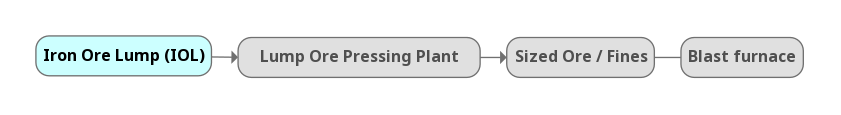 Iron Ore Lump (IOL)
Lump Ore Pressing Plant
Sized Ore / Fines
Blast furnace